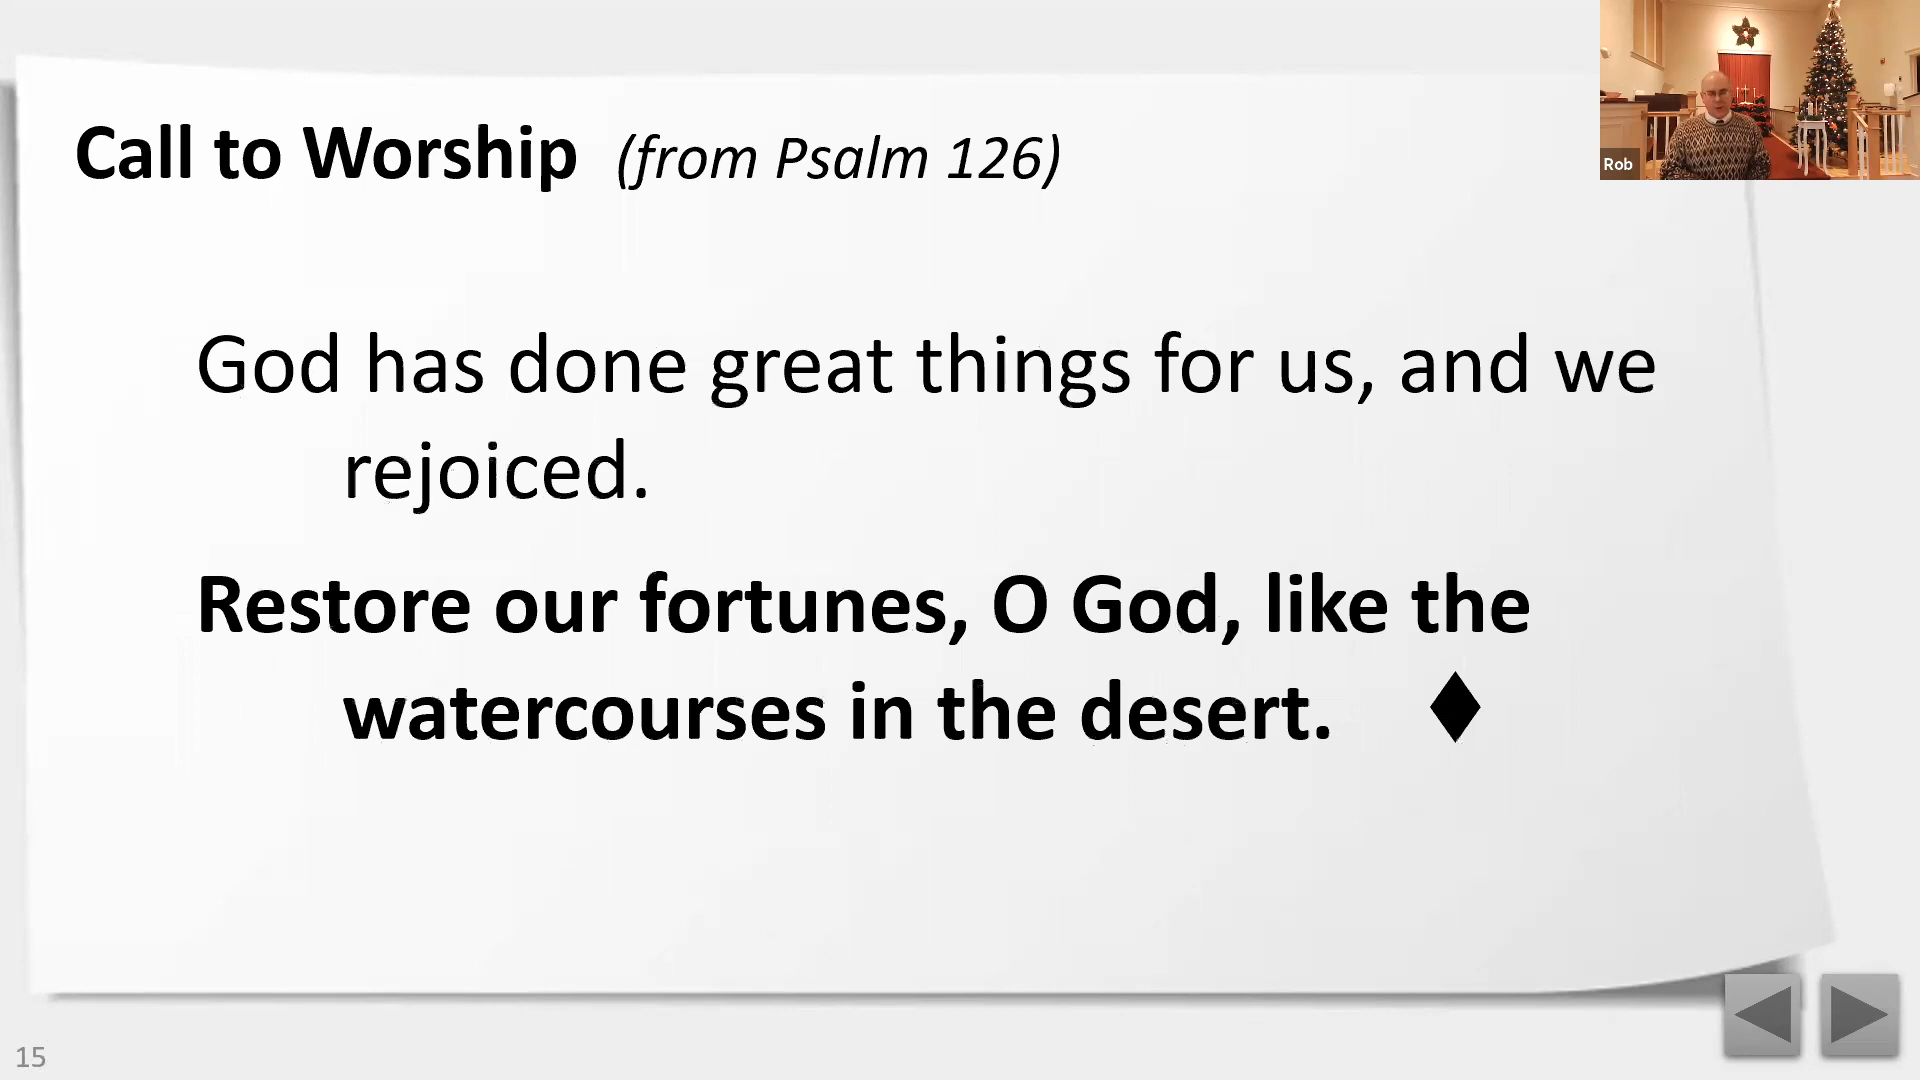 Call to Worship (from Psalm 126)
Rob
God has done great things for us, and we
rejoiced.
Restore our fortunes, O God, like the
watercourses in the desert. ♦
15